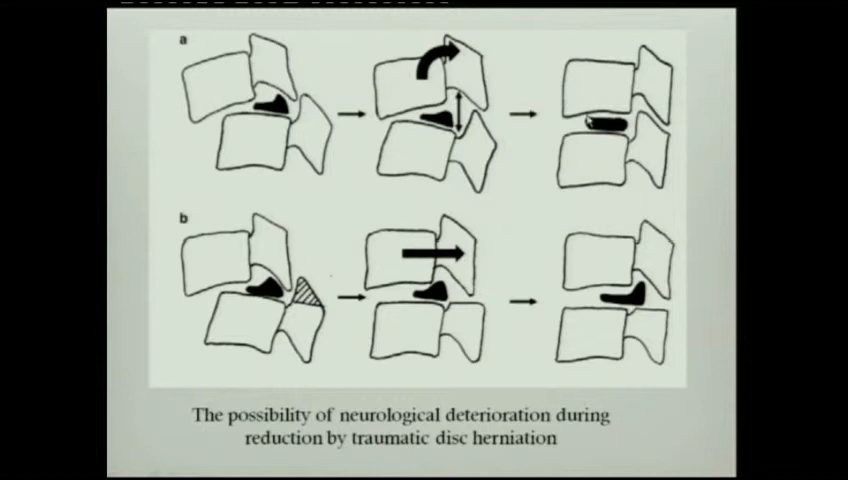 a
b
The possibility of neurological deterioration during
reduction by traumatic disc herniation